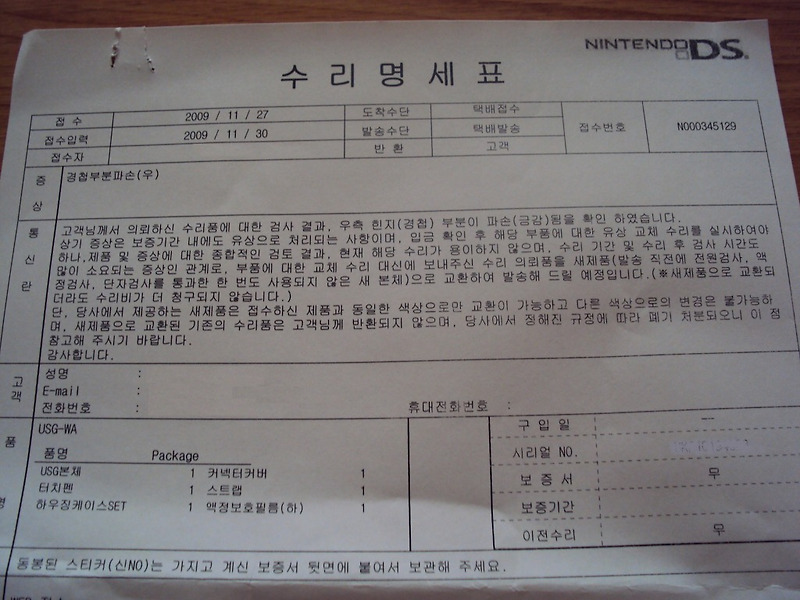 NINTENDO DS
수리명세표
접수 2009 / 11 / 27 도착수단 택배접수 접수번호 N000345129
접수입력 2009 / 11 / 30 발송수단 택배발송
접수자 반환 고객
증상 경첩부분파손(우)
통신란
고객님께서 의뢰하신 수리품에 대한 검사 결과, 우측 힌지(경첩) 부분이 파손(금감)됨을 확인 하였습니다.
상기 증상은 보증기간 내에도 유상으로 처리되는 사항이며, 입금 확인 후 해당 부품에 대한 유상 교체 수리를 실시하여야
하나,제품 및 증상에 대한 종합적인 검토 결과, 현재 해당 수리가 용이하지 않으며, 수리 기간 및 수리 후 검사 시간도
많이 소요되는 증상인 관계로, 부품에 대한 교체 수리 대신에 보내주신 수리 의뢰품을 새제품(발송 직전에 전원검사, 액
정검사, 단자검사를 통과한 한 번도 사용되지 않은 새 본체)으로 교환하여 발송해 드릴 예정입니다.(※새제품으로 교환되
더라도 수리비가 더 청구되지 않습니다.)
단, 당사에서 제공하는 새제품은 접수하신 제품과 동일한 색상으로만 교환이 가능하고 다른 색상으로의 변경은 불가능하
며, 새제품으로 교환된 기존의 수리품은 고객님께 반환되지 않으며, 당사에서 정해진 규정에 따라 폐기 처분되오니 이 점
참고해 주시기 바랍니다.
감사합니다.
고객
성명 :
E-mail :
전화번호 : 휴대전화번호 :
품
명
USG-WA
품명 Package
USG본체 1 커넥터커버 1
터치펜 1 스트랩 1
하우징케이스SET 1 액정보호필름(하) 1
구입일 —
시리얼 NO.
보증서 무
보증기간
이전수리 무
동봉된 스티커(신NO)는 가지고 계신 보증서 뒷면에 붙여서 보관해 주세요.